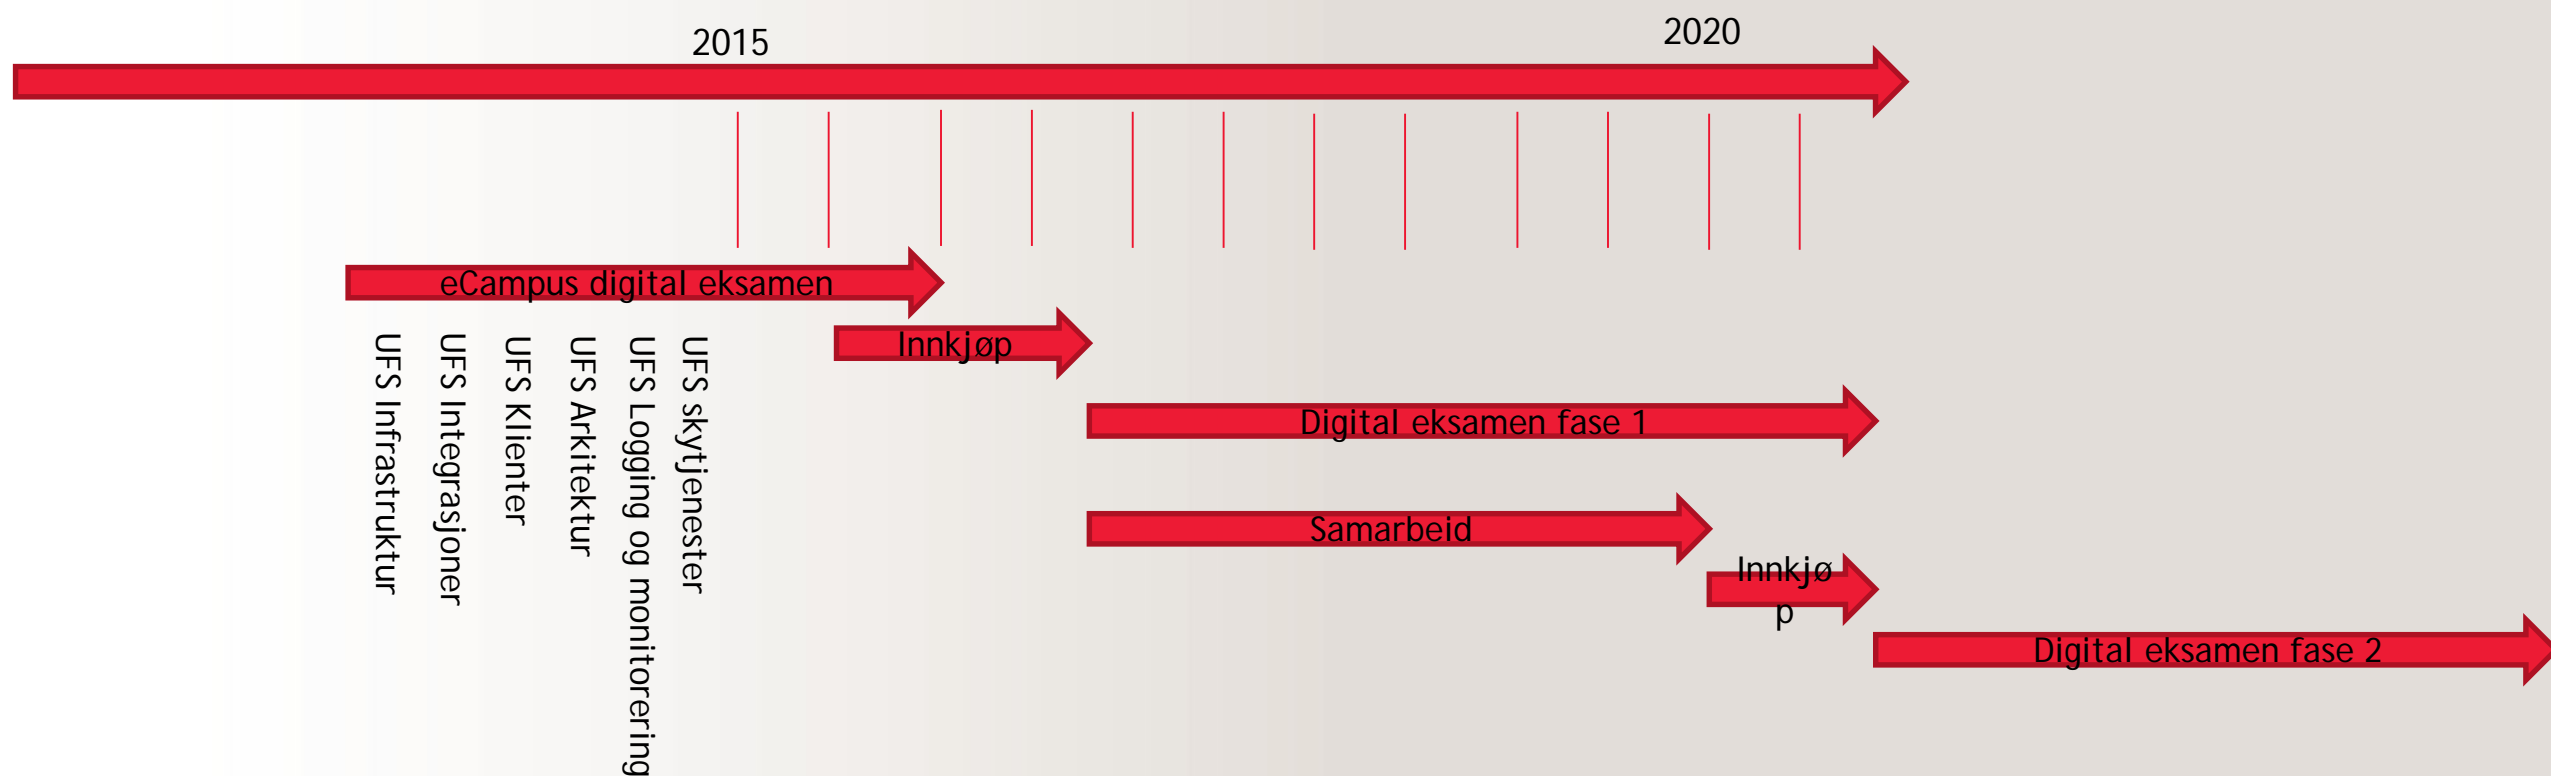 2015
2020
eCampus digital eksamen
Innkjøp
UFS Infrastruktur
UFS Integrasjoner
UFS Klienter
UFS Arkitektur
UFS Logging og monitorering
UFS skytjenester
Digital eksamen fase 1
Samarbeid
Innkjø
p
Digital eksamen fase 2